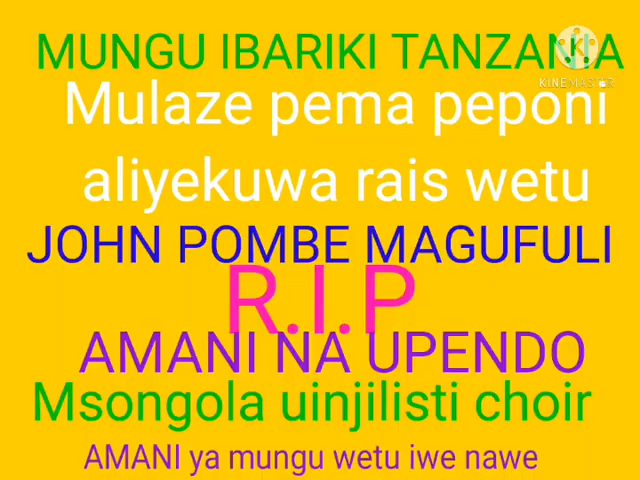 MUNGU IBARIKI TANZANIA
KINEMASTER
Mulaze pema peponi
aliyekuwa rais wetu
JOHN POMBE MAGUFULI
R.I.P
AMANI NA UPENDO
Msongola uinjilisti choir
AMANI ya mungu wetu iwe nawe